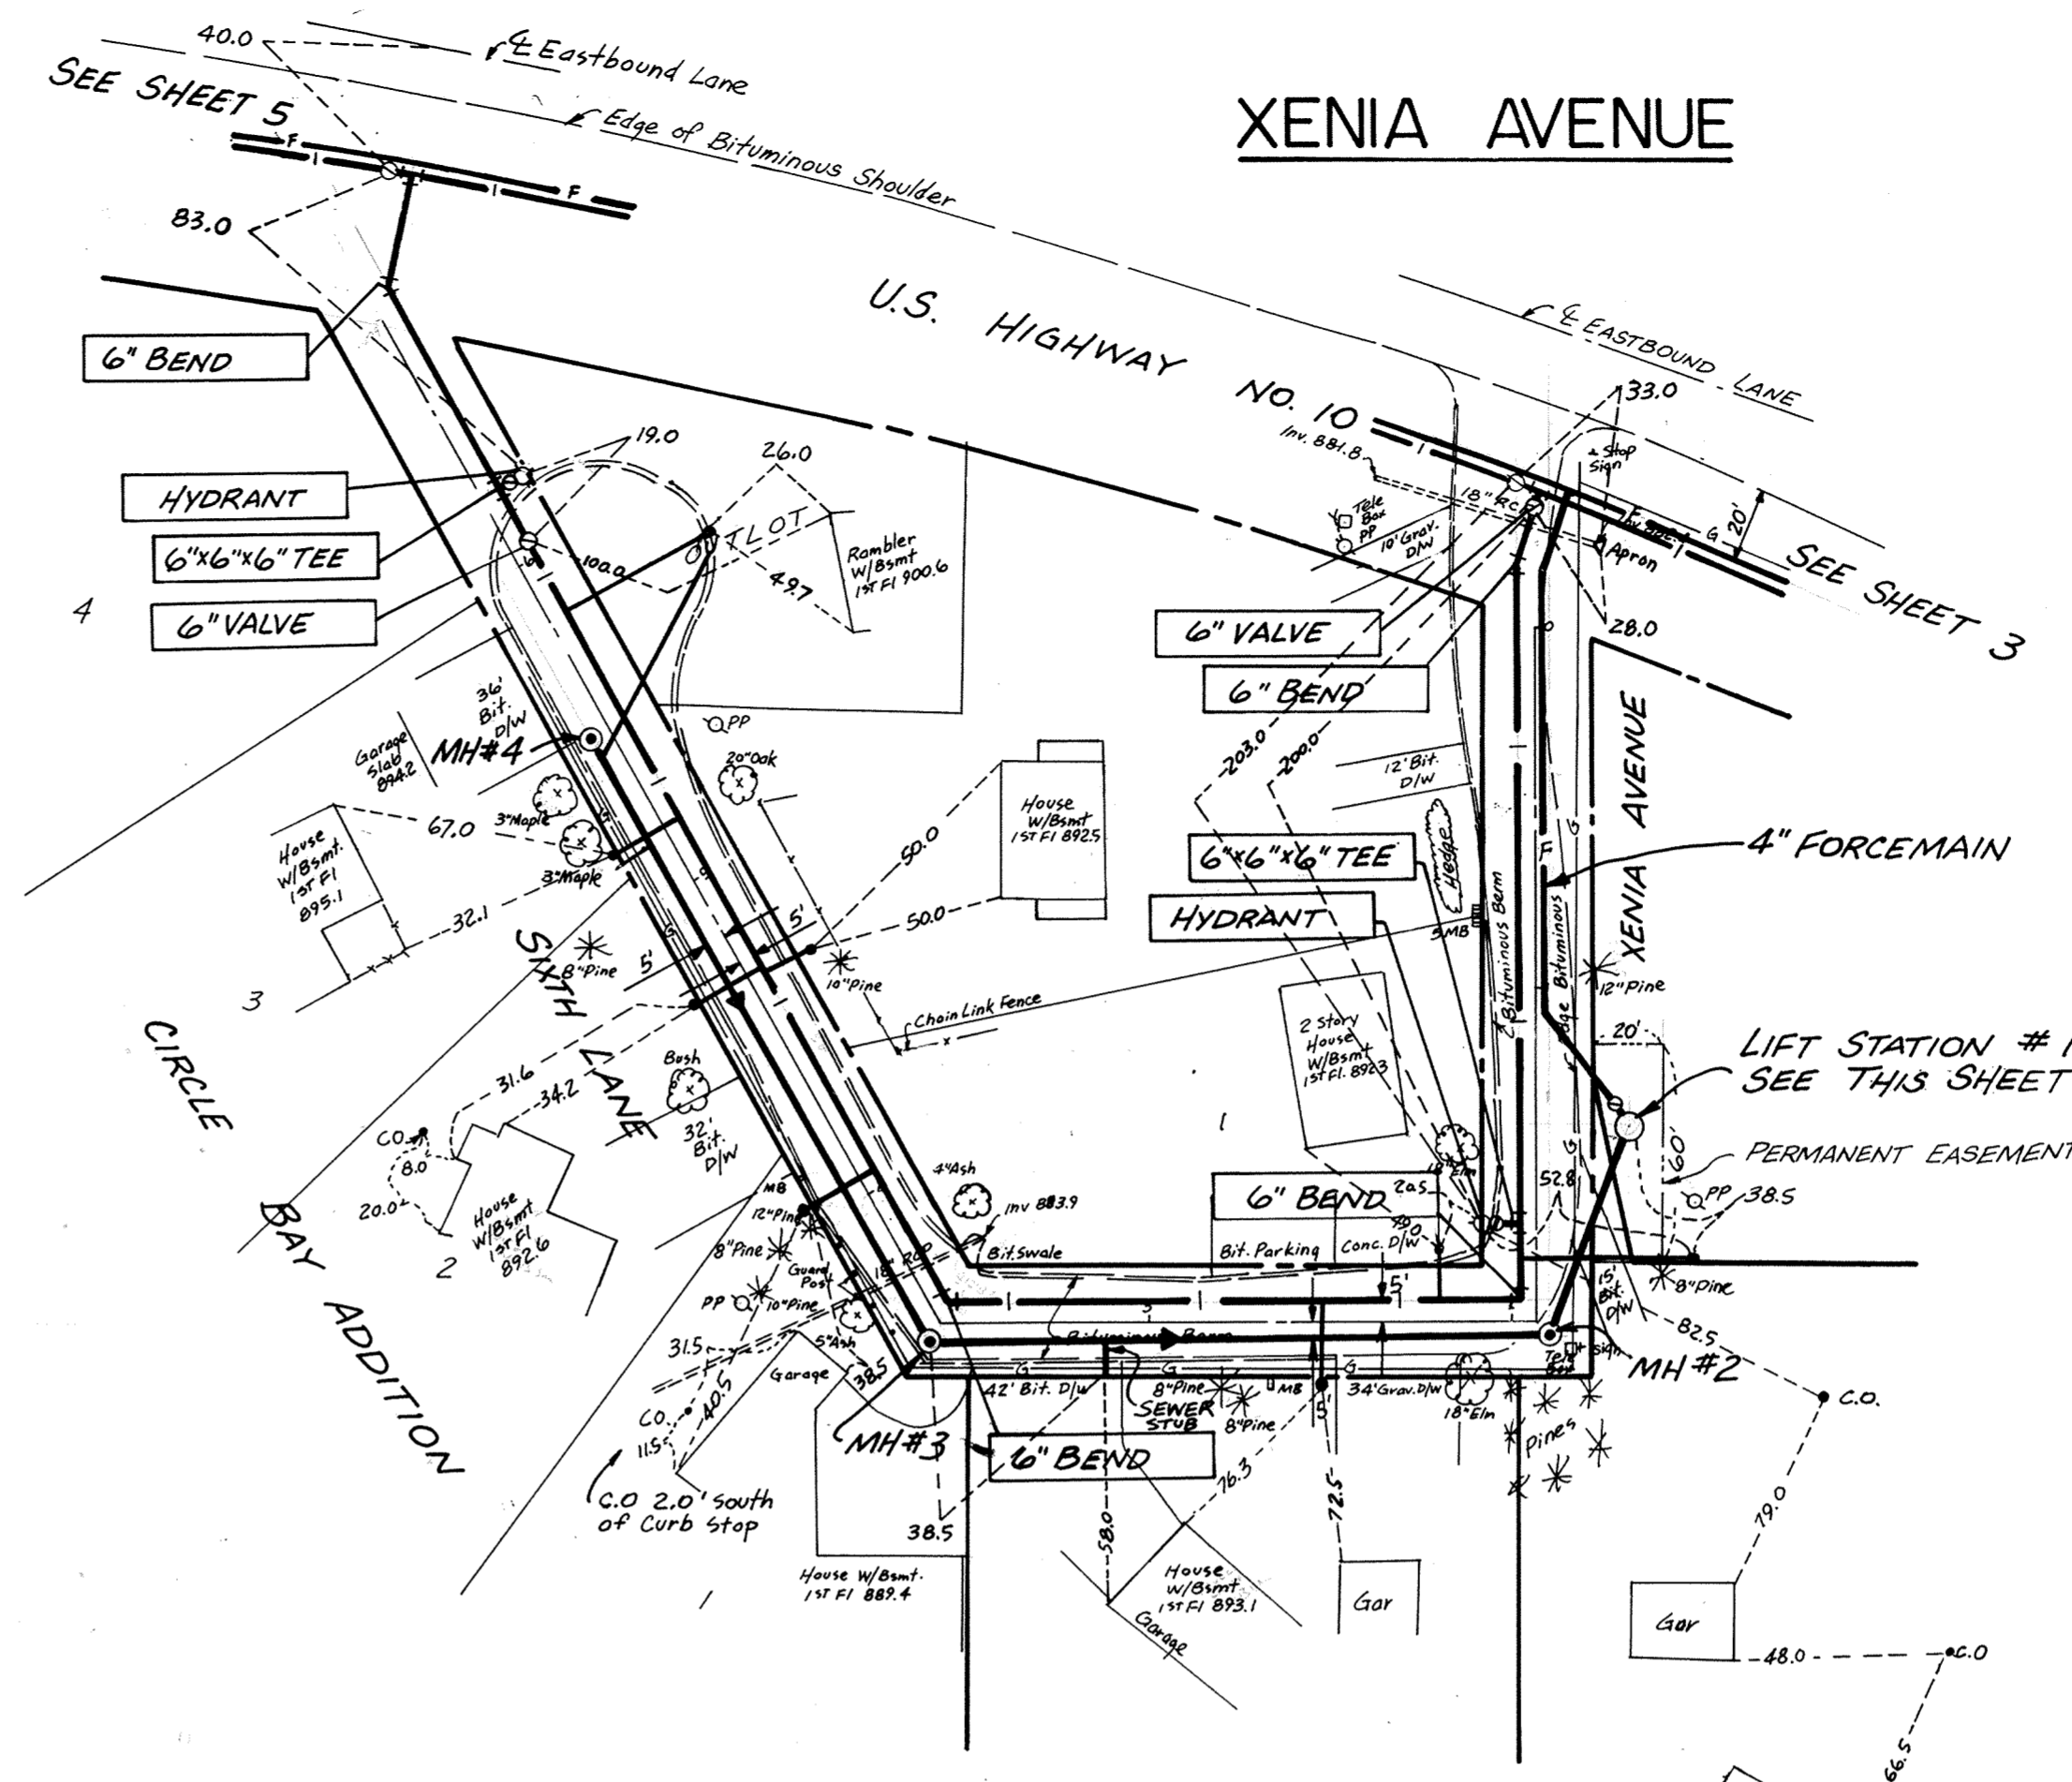 40.0
℄ Eastbound Lane
SEE SHEET 5
Edge of Bituminous Shoulder
XENIA AVENUE
F
I
I
F
83.0
U.S. HIGHWAY NO. 10
℄ EASTBOUND LANE
6" BEND
33.0
Inv. 881.8
Stop
Sign
19.0
26.0
HYDRANT
Tele
Box
PP
18" RC
10' Grav.
D/W
20'
G
Apron
SEE SHEET 3
OUTLOT
Rambler
W/Bsmt
1ST Fl 900.6
6"x6"x6" TEE
100.0
49.7
4
6" VALVE
6" VALVE
28.0
6" BEND
36'
Bit.
D/W
PP
Garage
Slab
894.2
MH#4
20" Oak
203.0
200.0
12' Bit.
D/W
XENIA AVENUE
House
W/Bsmt
1ST Fl 892.5
3" Maple
67.0
House
W/Bsmt.
1ST Fl
895.1
3" Maple
50.0
6"x6"x6" TEE
Hedge
F
4" FORCEMAIN
32.1
5'
50.0
HYDRANT
5 MB
Bituminous Berm
8" Pine
5'
10" Pine
12" Pine
3
SIXTH LANE
Chain Link Fence
2 Story
House
W/Bsmt
1ST Fl. 892.3
20'
LIFT STATION # 1
SEE THIS SHEET
CIRCLE BAY ADDITION
31.6
34.2
Bush
32'
Bit.
D/W
1
C.O.
8.0
20.0
House
W/Bsmt
1ST Fl
892.6
2
4" Ash
Inv 883.9
60
PERMANENT EASEMENT
PP
38.5
52.8
6" BEND
MB
12" Pine
8" Pine
Guard
Post
18" RCP
Bit. Swale
Bit. Parking
Conc. D/W
5'
15'
Bit.
D/W
8" Pine
PP
10" Pine
5" Ash
82.5
31.5
Garage
38.5
40.5
G
G
G
42' Bit. D/W
SEWER
STUB
8" Pine
8" Pine
MB
34' Grav. D/W
5'
18" Elm
Sign
MH#2
C.O.
C.O.
11.5
MH#3
6" BEND
Pines
C.O 2.0' South
of Curb Stop
38.5
58.0
76.3
72.5
79.0
House W/Bsmt.
1ST Fl 889.4
House
W/Bsmt
1ST Fl 893.1
Garage
Gar
Gar
1
48.0
C.O
66.5